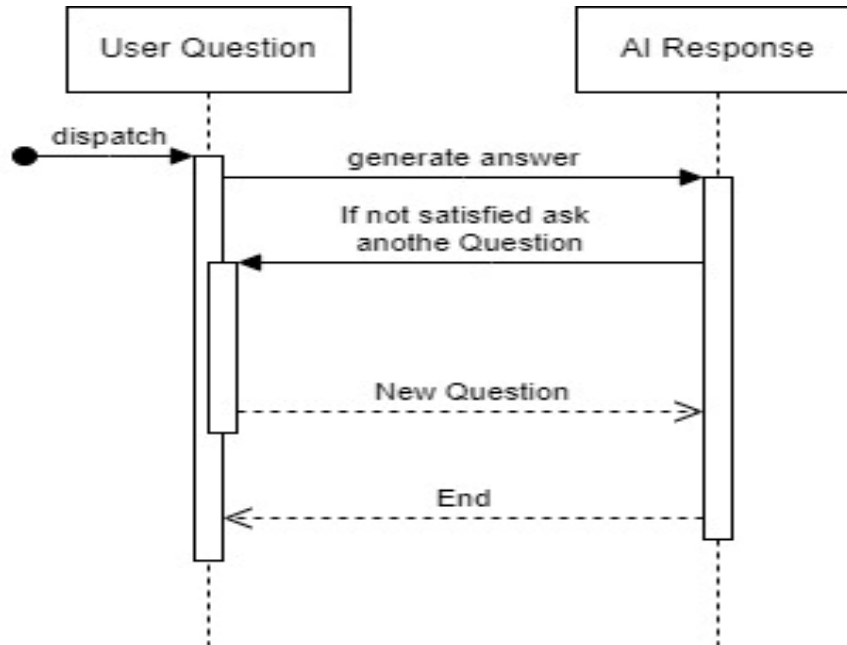 User Question
AI Response
dispatch
generate answer
If not satisfied ask
anothe Question
New Question
End